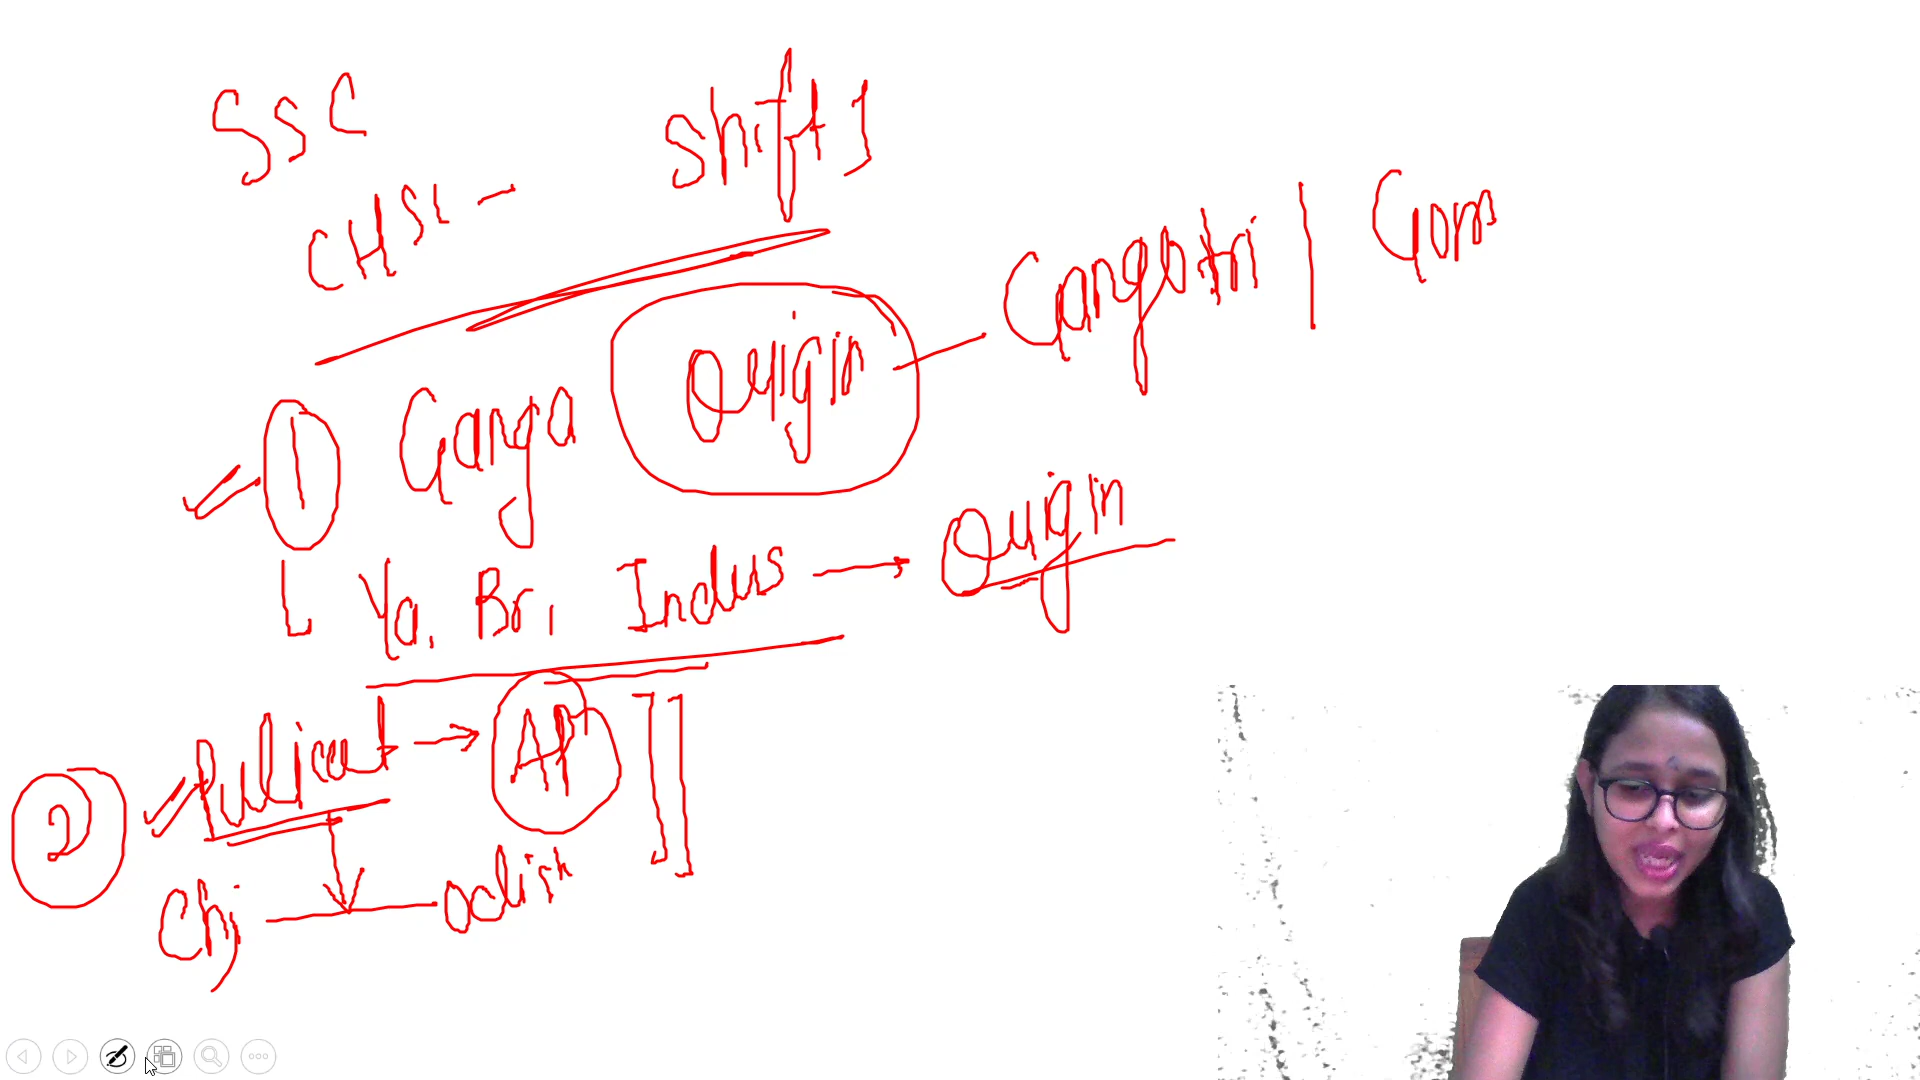 SSC Shift 1
CHSL -
Ganga Origin - Gangotri | Gom
1
Ya, Br, Indus → Origin
2 Pulicat → AP
Chi — odish